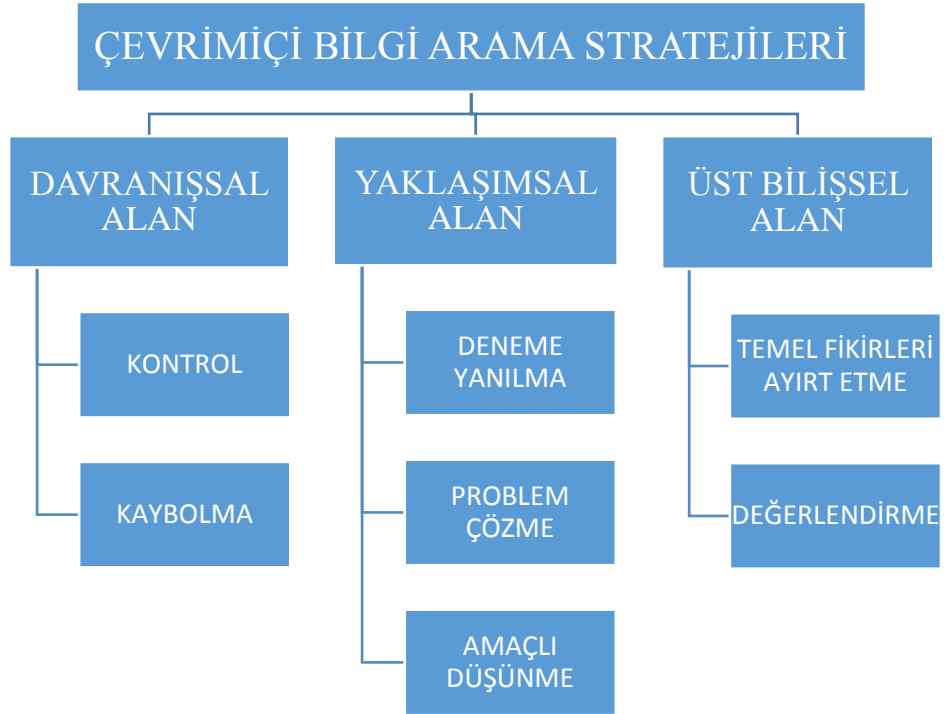 ÇEVRİMİÇİ BİLGİ ARAMA STRATEJİLERİ
DAVRANIŞSAL
ALAN
KONTROL
KAYBOLMA
YAKLAŞIMSAL
ALAN
DENEME
YANILMA
PROBLEM
ÇÖZME
AMAÇLI
DÜŞÜNME
ÜST BİLİŞSEL
ALAN
TEMEL FİKİRLERİ
AYIRT ETME
DEĞERLENDİRME